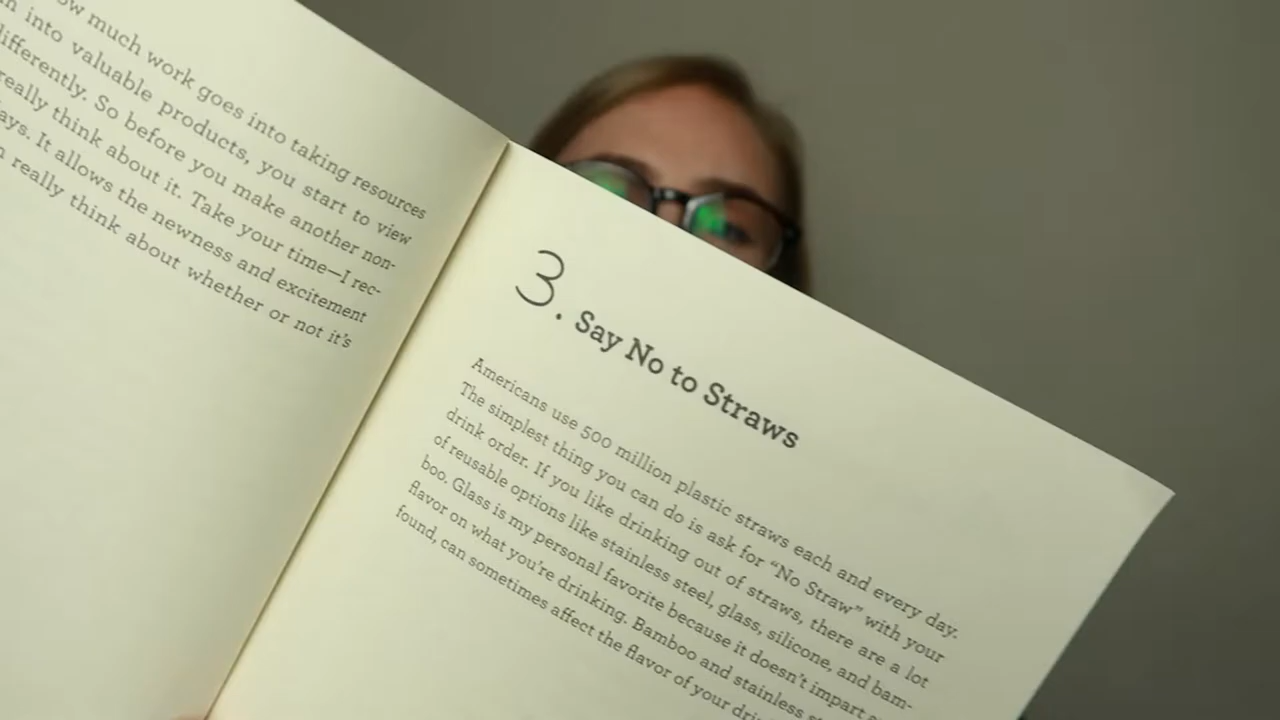 ow much work goes into taking resources
into valuable products, you start to view
differently. So before you make another non-
really think about it. Take your time—I rec-
ays. It allows the newness and excitement
really think about whether or not it's
3. Say No to Straws
Americans use 500 million plastic straws each and every day.
The simplest thing you can do is ask for “No Straw” with your
drink order. If you like drinking out of straws, there are a lot
of reusable options like stainless steel, glass, silicone, and bam-
boo. Glass is my personal favorite because it doesn't impart
flavor on what you're drinking. Bamboo and stainless
found, can sometimes affect the flavor of your